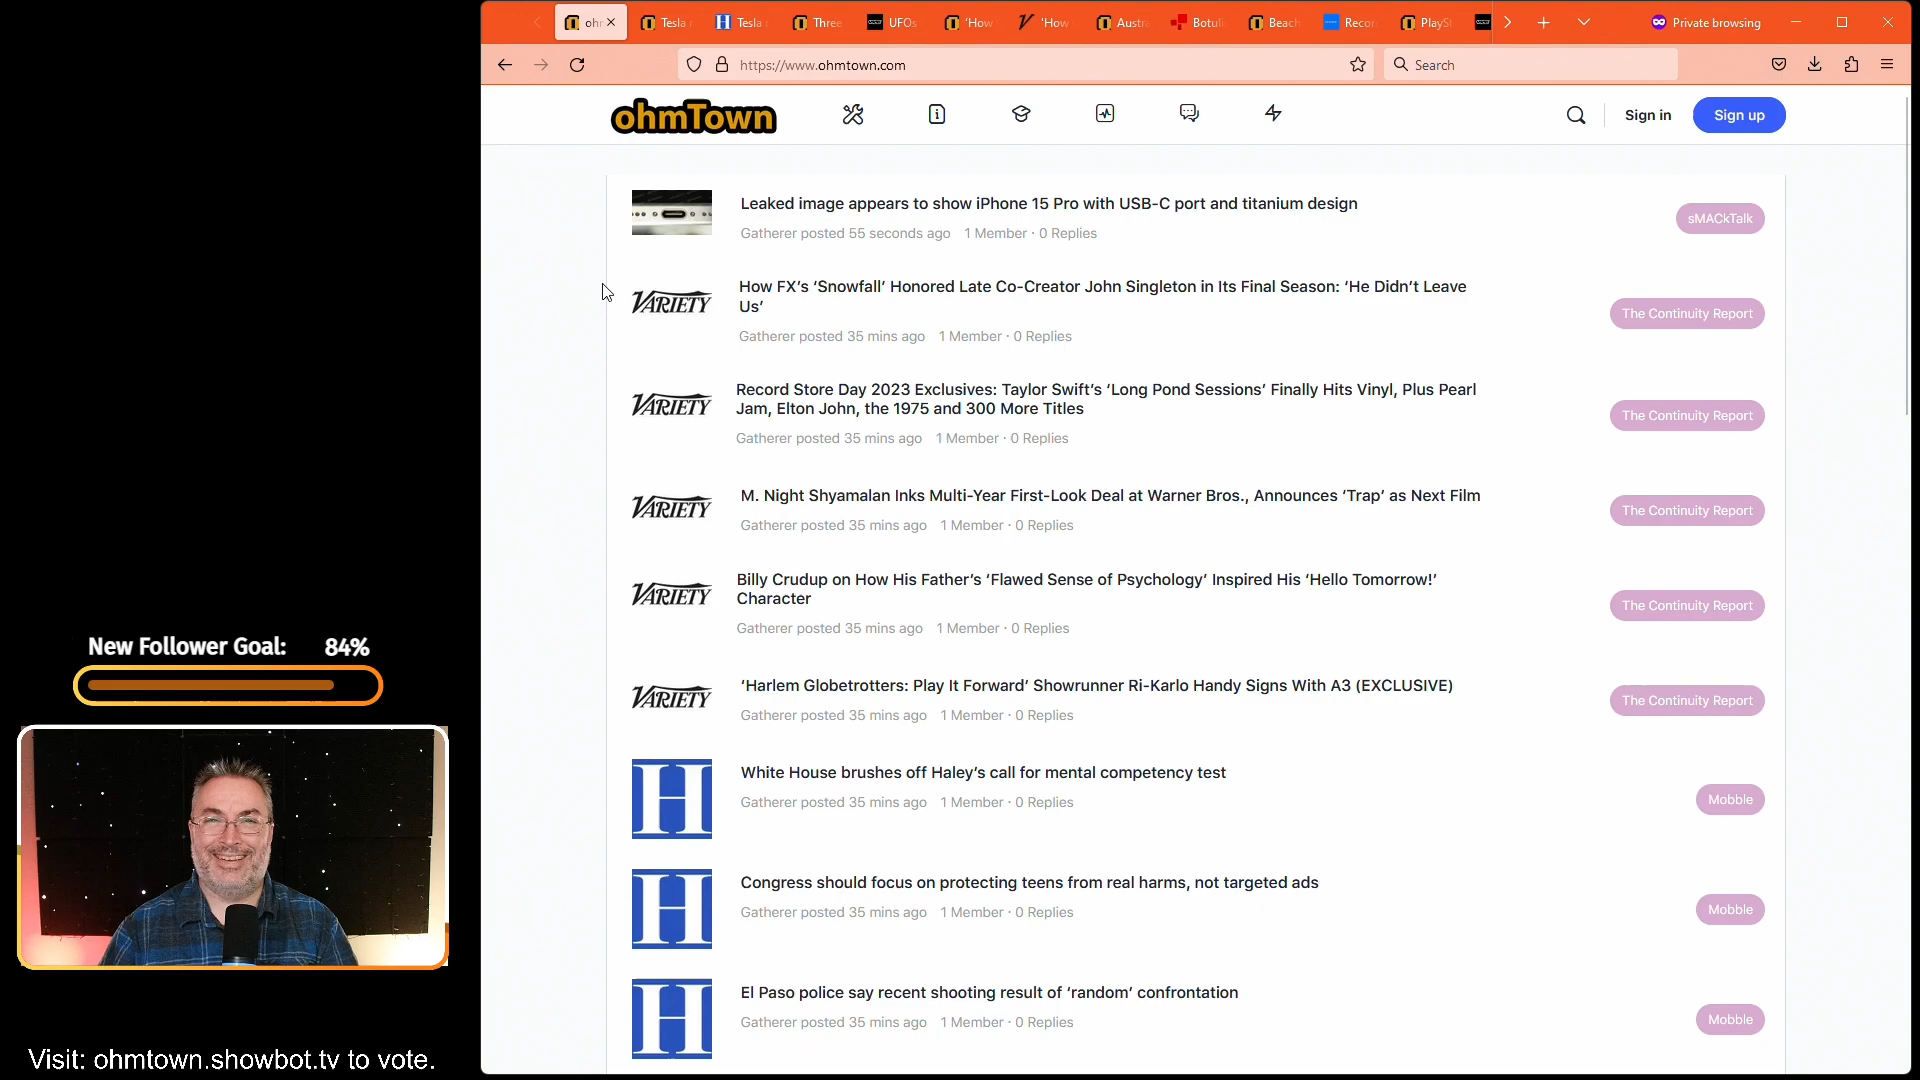 oh
Tesla
Tesla
Three
UFOs
'How
'How
Austr
Botuli
Beach
Recor
PlayS
Private browsing
https://www.ohmtown.com
Search
ohmTown
Sign in
Sign up
Leaked image appears to show iPhone 15 Pro with USB-C port and titanium design
Gatherer posted 55 seconds ago 1 Member · 0 Replies
sMACkTalk
VARIETY
How FX's ‘Snowfall’ Honored Late Co-Creator John Singleton in Its Final Season: ‘He Didn’t Leave
Us’
Gatherer posted 35 mins ago 1 Member · 0 Replies
The Continuity Report
VARIETY
Record Store Day 2023 Exclusives: Taylor Swift’s ‘Long Pond Sessions’ Finally Hits Vinyl, Plus Pearl
Jam, Elton John, the 1975 and 300 More Titles
Gatherer posted 35 mins ago 1 Member · 0 Replies
The Continuity Report
VARIETY
M. Night Shyamalan Inks Multi-Year First-Look Deal at Warner Bros., Announces ‘Trap’ as Next Film
Gatherer posted 35 mins ago 1 Member · 0 Replies
The Continuity Report
VARIETY
Billy Crudup on How His Father’s ‘Flawed Sense of Psychology’ Inspired His ‘Hello Tomorrow!’
Character
Gatherer posted 35 mins ago 1 Member · 0 Replies
The Continuity Report
VARIETY
‘Harlem Globetrotters: Play It Forward’ Showrunner Ri-Karlo Handy Signs With A3 (EXCLUSIVE)
Gatherer posted 35 mins ago 1 Member · 0 Replies
The Continuity Report
H
White House brushes off Haley’s call for mental competency test
Gatherer posted 35 mins ago 1 Member · 0 Replies
Mobble
H
Congress should focus on protecting teens from real harms, not targeted ads
Gatherer posted 35 mins ago 1 Member · 0 Replies
Mobble
H
El Paso police say recent shooting result of ‘random’ confrontation
Gatherer posted 35 mins ago 1 Member · 0 Replies
Mobble
New Follower Goal: 84%
Visit: ohmtown.showbot.tv to vote.